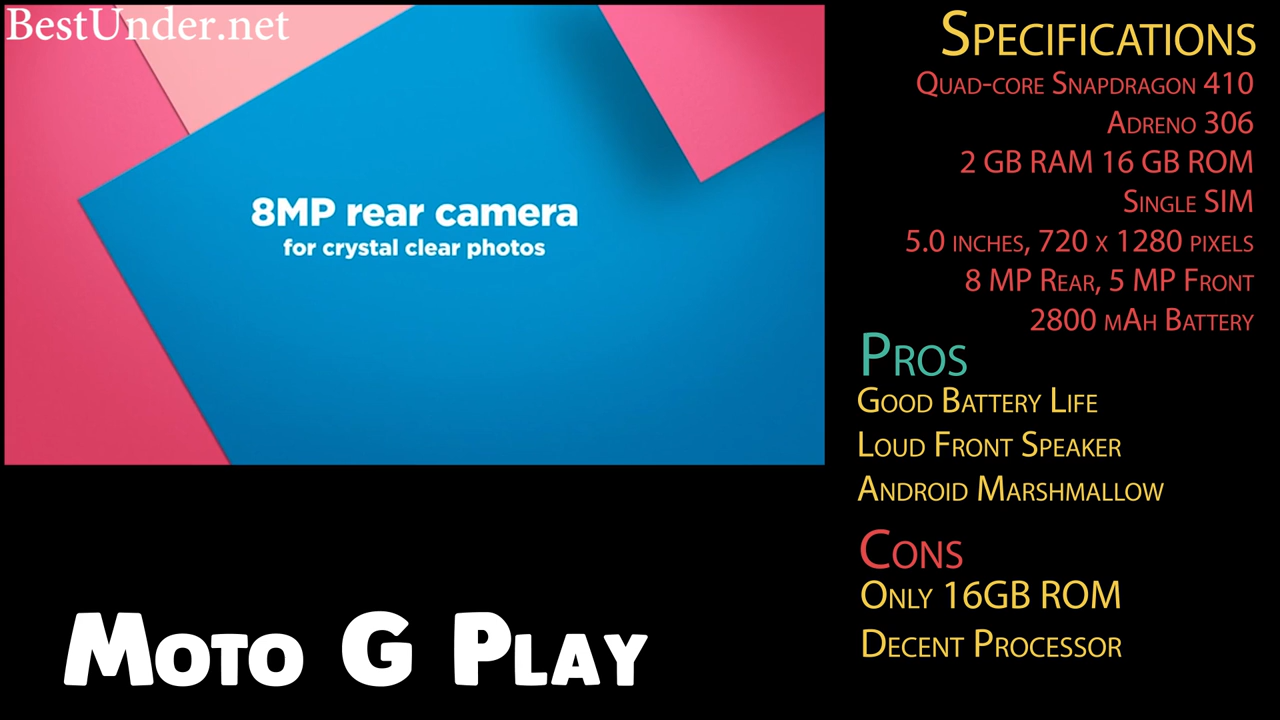 BestUnder.net
8MP rear camera
for crystal clear photos
Specifications
Quad-core Snapdragon 410
Adreno 306
2 GB RAM 16 GB ROM
Single SIM
5.0 inches, 720 x 1280 pixels
8 MP Rear, 5 MP Front
2800 mAh Battery
Pros
Good Battery Life
Loud Front Speaker
Android Marshmallow
Cons
Only 16GB ROM
Decent Processor
Moto G Play